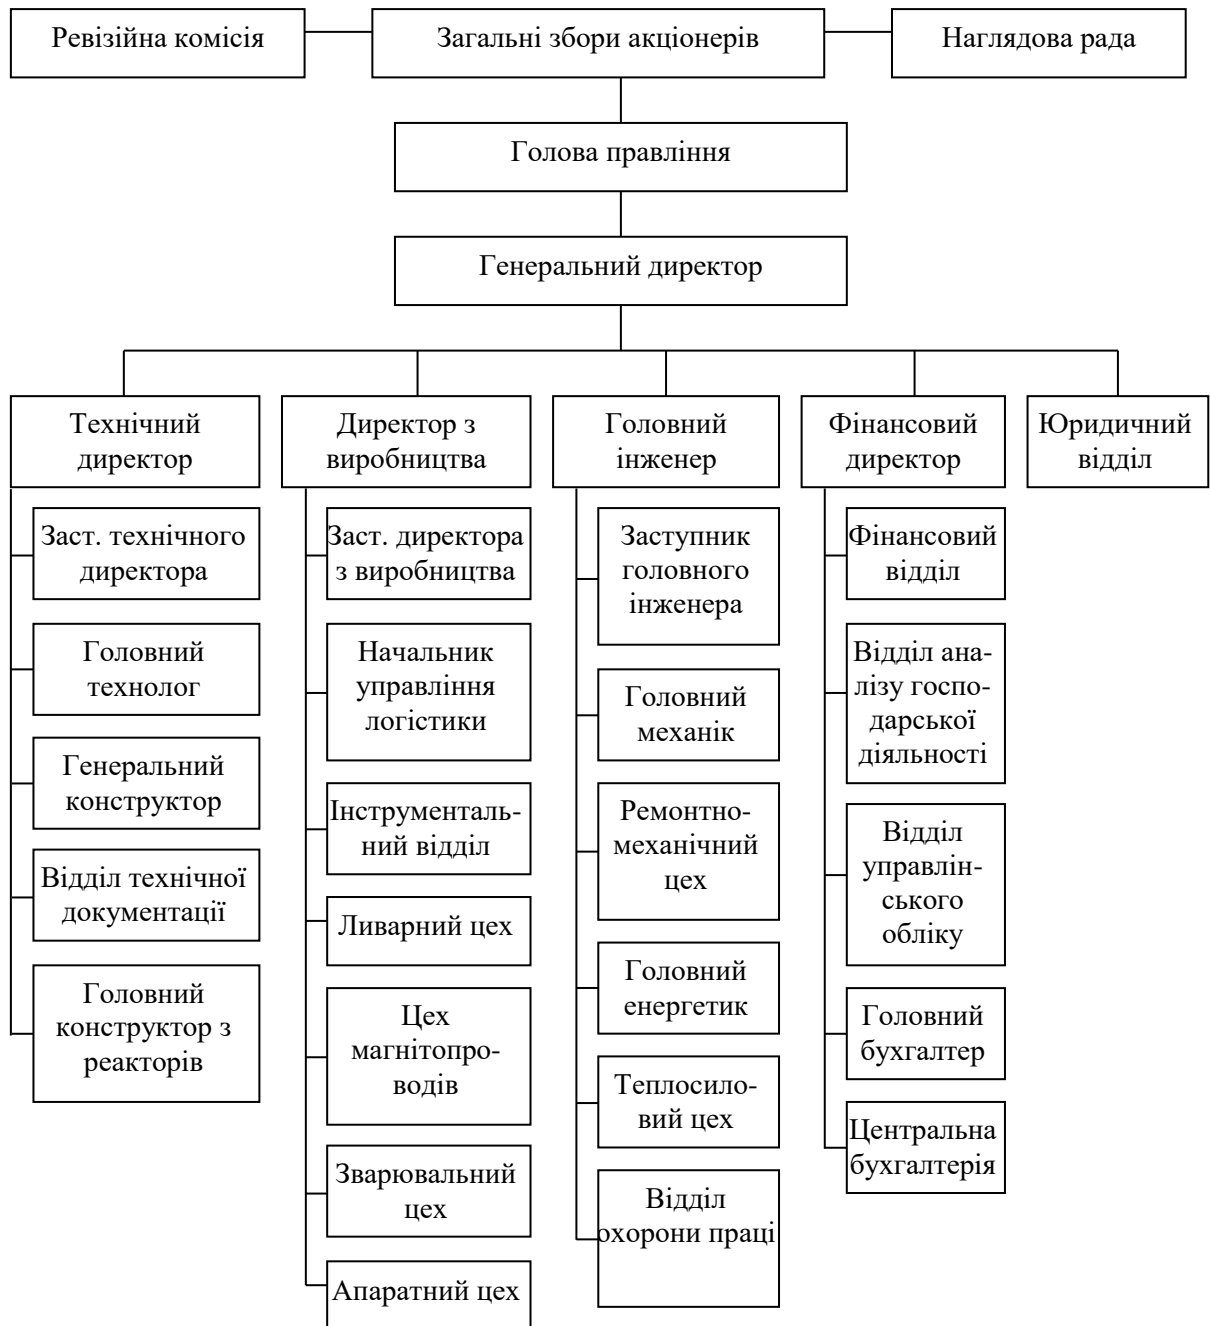 Ревізійна комісія
Загальні збори акціонерів
Наглядова рада
Голова правління
Генеральний директор
Технічний
директор
Директор з
виробництва
Головний
інженер
Фінансовий
директор
Юридичний
відділ
Заст. технічного
директора
Головний
технолог
Генеральний
конструктор
Відділ технічної
документації
Головний
конструктор з
реакторів
Заст. директора
з виробництва
Начальник
управління
логістики
Інструменталь-
ний відділ
Ливарний цех
Цех
магнітопро-
водів
Зварювальний
цех
Апаратний цех
Заступник
головного
інженера
Головний
механік
Ремонтно-
механічний
цех
Головний
енергетик
Теплосило-
вий цех
Відділ
охорони праці
Фінансовий
відділ
Відділ ана-
лізу госпо-
дарської
діяльності
Відділ
управлін-
ського
обліку
Головний
бухгалтер
Центральна
бухгалтерія